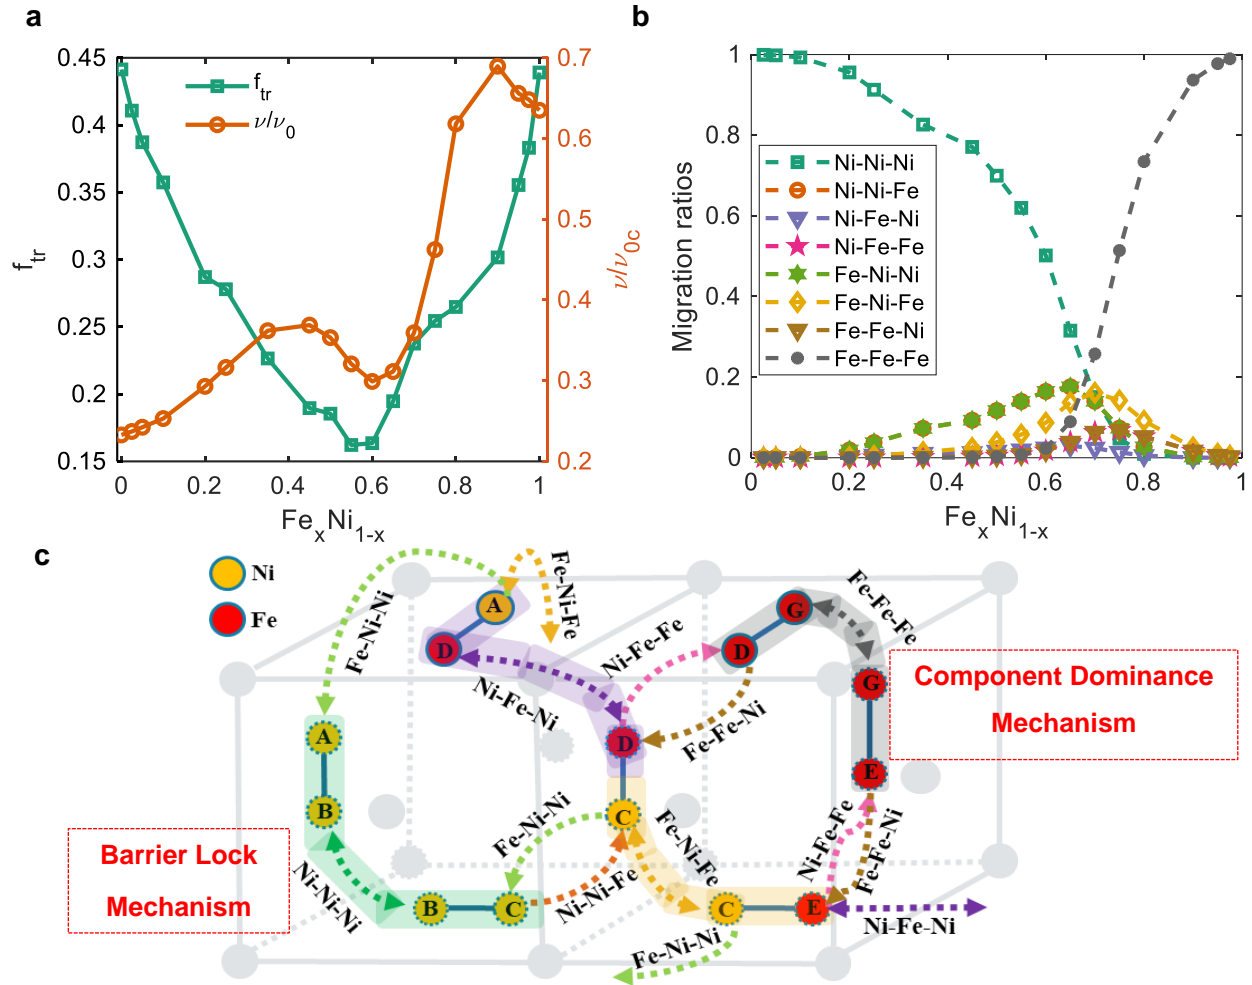 a
f_tr
ν/ν_0
0.45
0.4
0.35
0.3
0.25
0.2
0.15
f_tr
0.7
0.6
0.5
0.4
0.3
0.2
ν/ν_0c
0 0.2 0.4 0.6 0.8 1
Fe_xNi_1-x
b
1
0.8
0.6
0.4
0.2
0
Migration ratios
Ni-Ni-Ni
Ni-Ni-Fe
Ni-Fe-Ni
Ni-Fe-Fe
Fe-Ni-Ni
Fe-Ni-Fe
Fe-Fe-Ni
Fe-Fe-Fe
0 0.2 0.4 0.6 0.8 1
Fe_xNi_1-x
c
Ni
Fe
Fe-Ni-Ni
A
D
Fe-Ni-Fe
Ni-Fe-Ni
Ni-Fe-Fe
G
D
Fe-Fe-Fe
Fe-Fe-Ni
G
E
Component Dominance
Mechanism
A
B
D
C
Barrier Lock
Mechanism
Ni-Ni-Ni
B
C
Fe-Ni-Ni
Ni-Ni-Fe
Fe-Ni-Fe
C
E
Ni-Fe-Fe
Fe-Fe-Ni
Ni-Fe-Ni
Fe-Ni-Ni